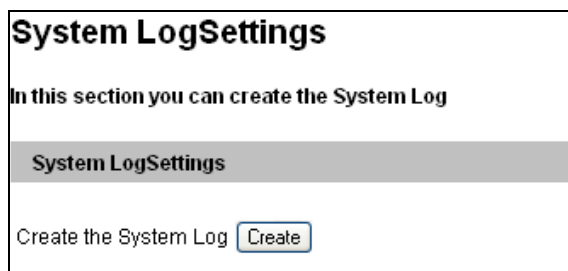 System LogSettings
In this section you can create the System Log
System LogSettings
Create the System Log Create